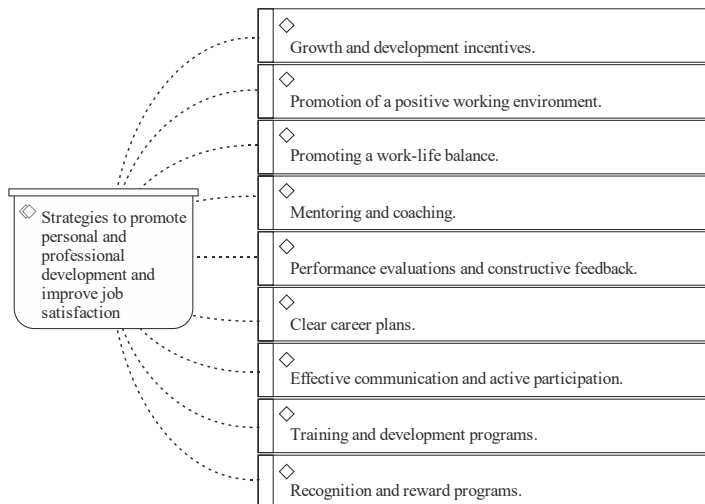 Strategies to promote
personal and
professional
development and
improve job
satisfaction
Growth and development incentives.
Promotion of a positive working environment.
Promoting a work-life balance.
Mentoring and coaching.
Performance evaluations and constructive feedback.
Clear career plans.
Effective communication and active participation.
Training and development programs.
Recognition and reward programs.